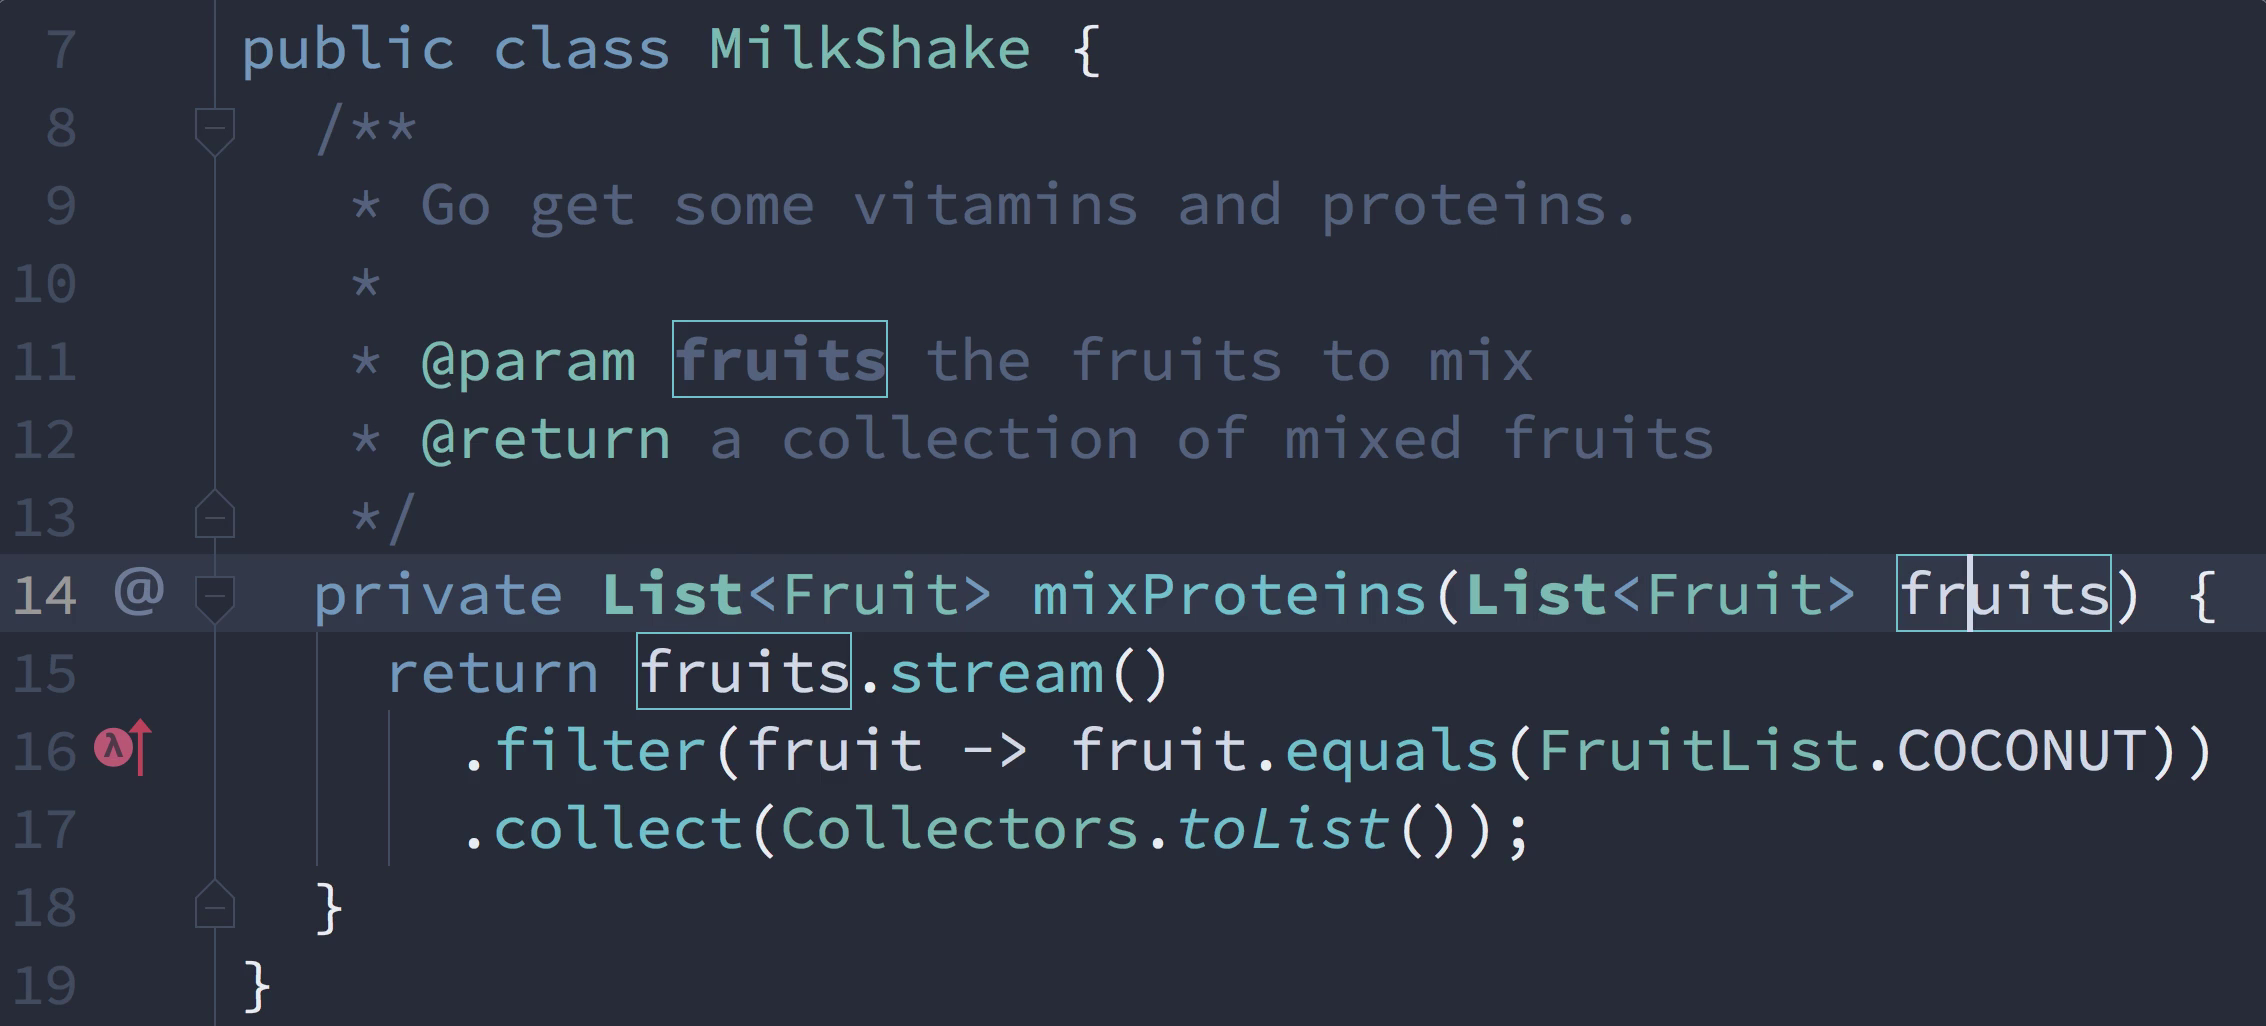 7 public class MilkShake {
8 /**
9 * Go get some vitamins and proteins.
10 *
11 * @param fruits the fruits to mix
12 * @return a collection of mixed fruits
13 */
14 @ private List<Fruit> mixProteins(List<Fruit> fruits) {
15 return fruits.stream()
16 λ .filter(fruit -> fruit.equals(FruitList.COCONUT))
17 .collect(Collectors.toList());
18 }
19 }